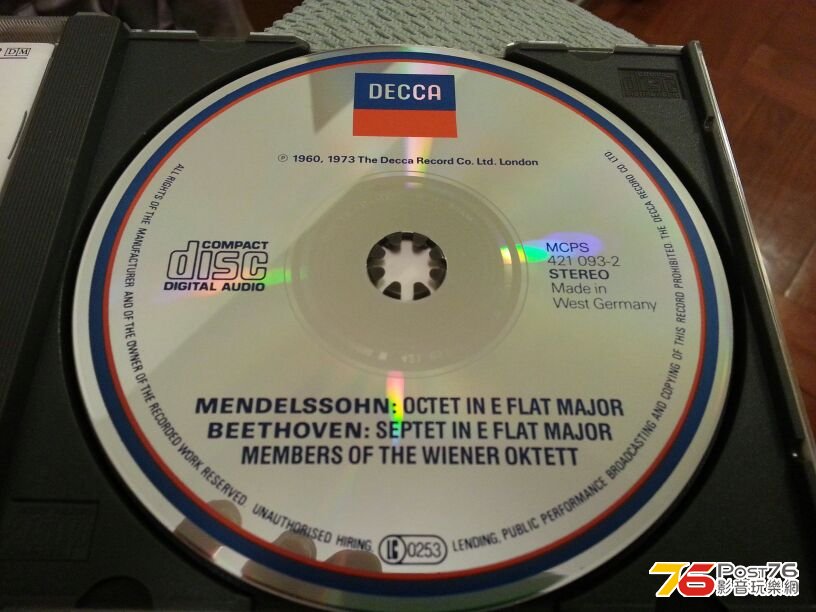 DECCA
℗ 1960, 1973 The Decca Record Co. Ltd. London
COMPACT
disc
DIGITAL AUDIO
MCPS
421 093-2
STEREO
Made in
West Germany
MENDELSSOHN: OCTET IN E FLAT MAJOR
BEETHOVEN: SEPTET IN E FLAT MAJOR
MEMBERS OF THE WIENER OKTETT
ALL RIGHTS OF THE MANUFACTURER AND OF THE OWNER OF THE RECORDED WORK RESERVED. UNAUTHORISED HIRING, LENDING, PUBLIC PERFORMANCE BROADCASTING AND COPYING OF THIS RECORD PROHIBITED. THE DECCA RECORD CO. LTD.
LC 0253
76 Post76
影音玩樂網